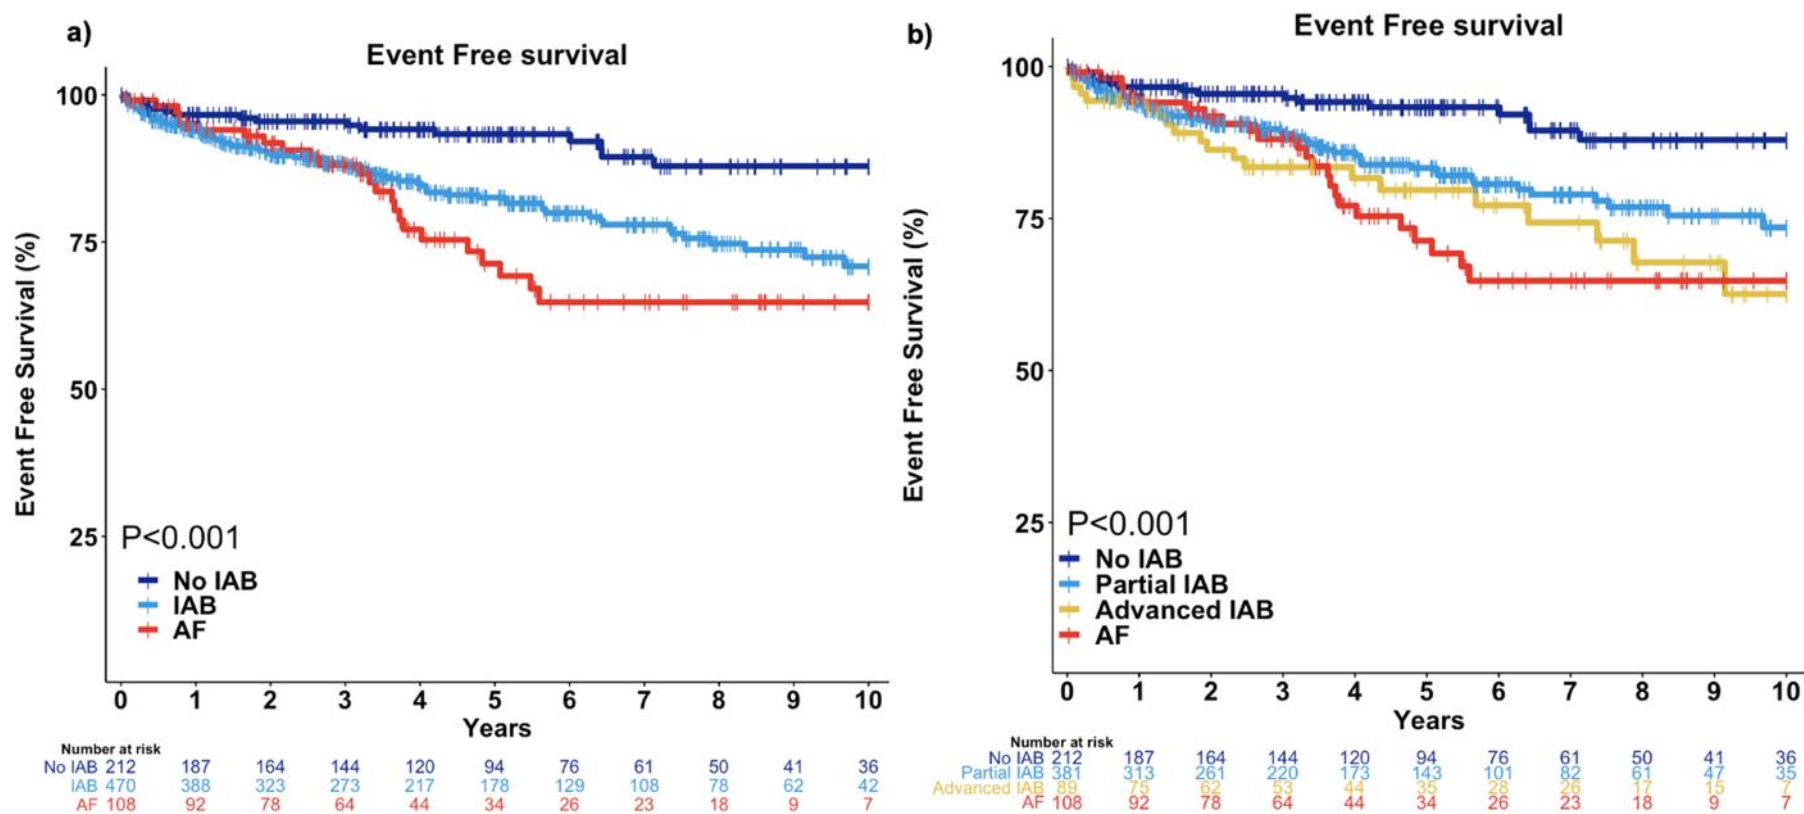 a)
Event Free survival
Event Free Survival (%)
100
75
50
25
P<0.001
No IAB
IAB
AF
0 1 2 3 4 5 6 7 8 9 10
Years
Number at risk
No IAB 212 187 164 144 120 94 76 61 50 41 36
IAB 470 388 323 273 217 178 129 108 78 62 42
AF 108 92 78 64 44 34 26 23 18 9 7
b)
Event Free survival
Event Free Survival (%)
100
75
50
25
P<0.001
No IAB
Partial IAB
Advanced IAB
AF
0 1 2 3 4 5 6 7 8 9 10
Years
Number at risk
No IAB 212 187 164 144 120 94 76 61 50 41 36
Partial IAB 381 313 261 220 173 143 101 82 61 47 35
Advanced IAB 89 75 62 53 44 35 28 26 17 15 7
AF 108 92 78 64 44 34 26 23 18 9 7